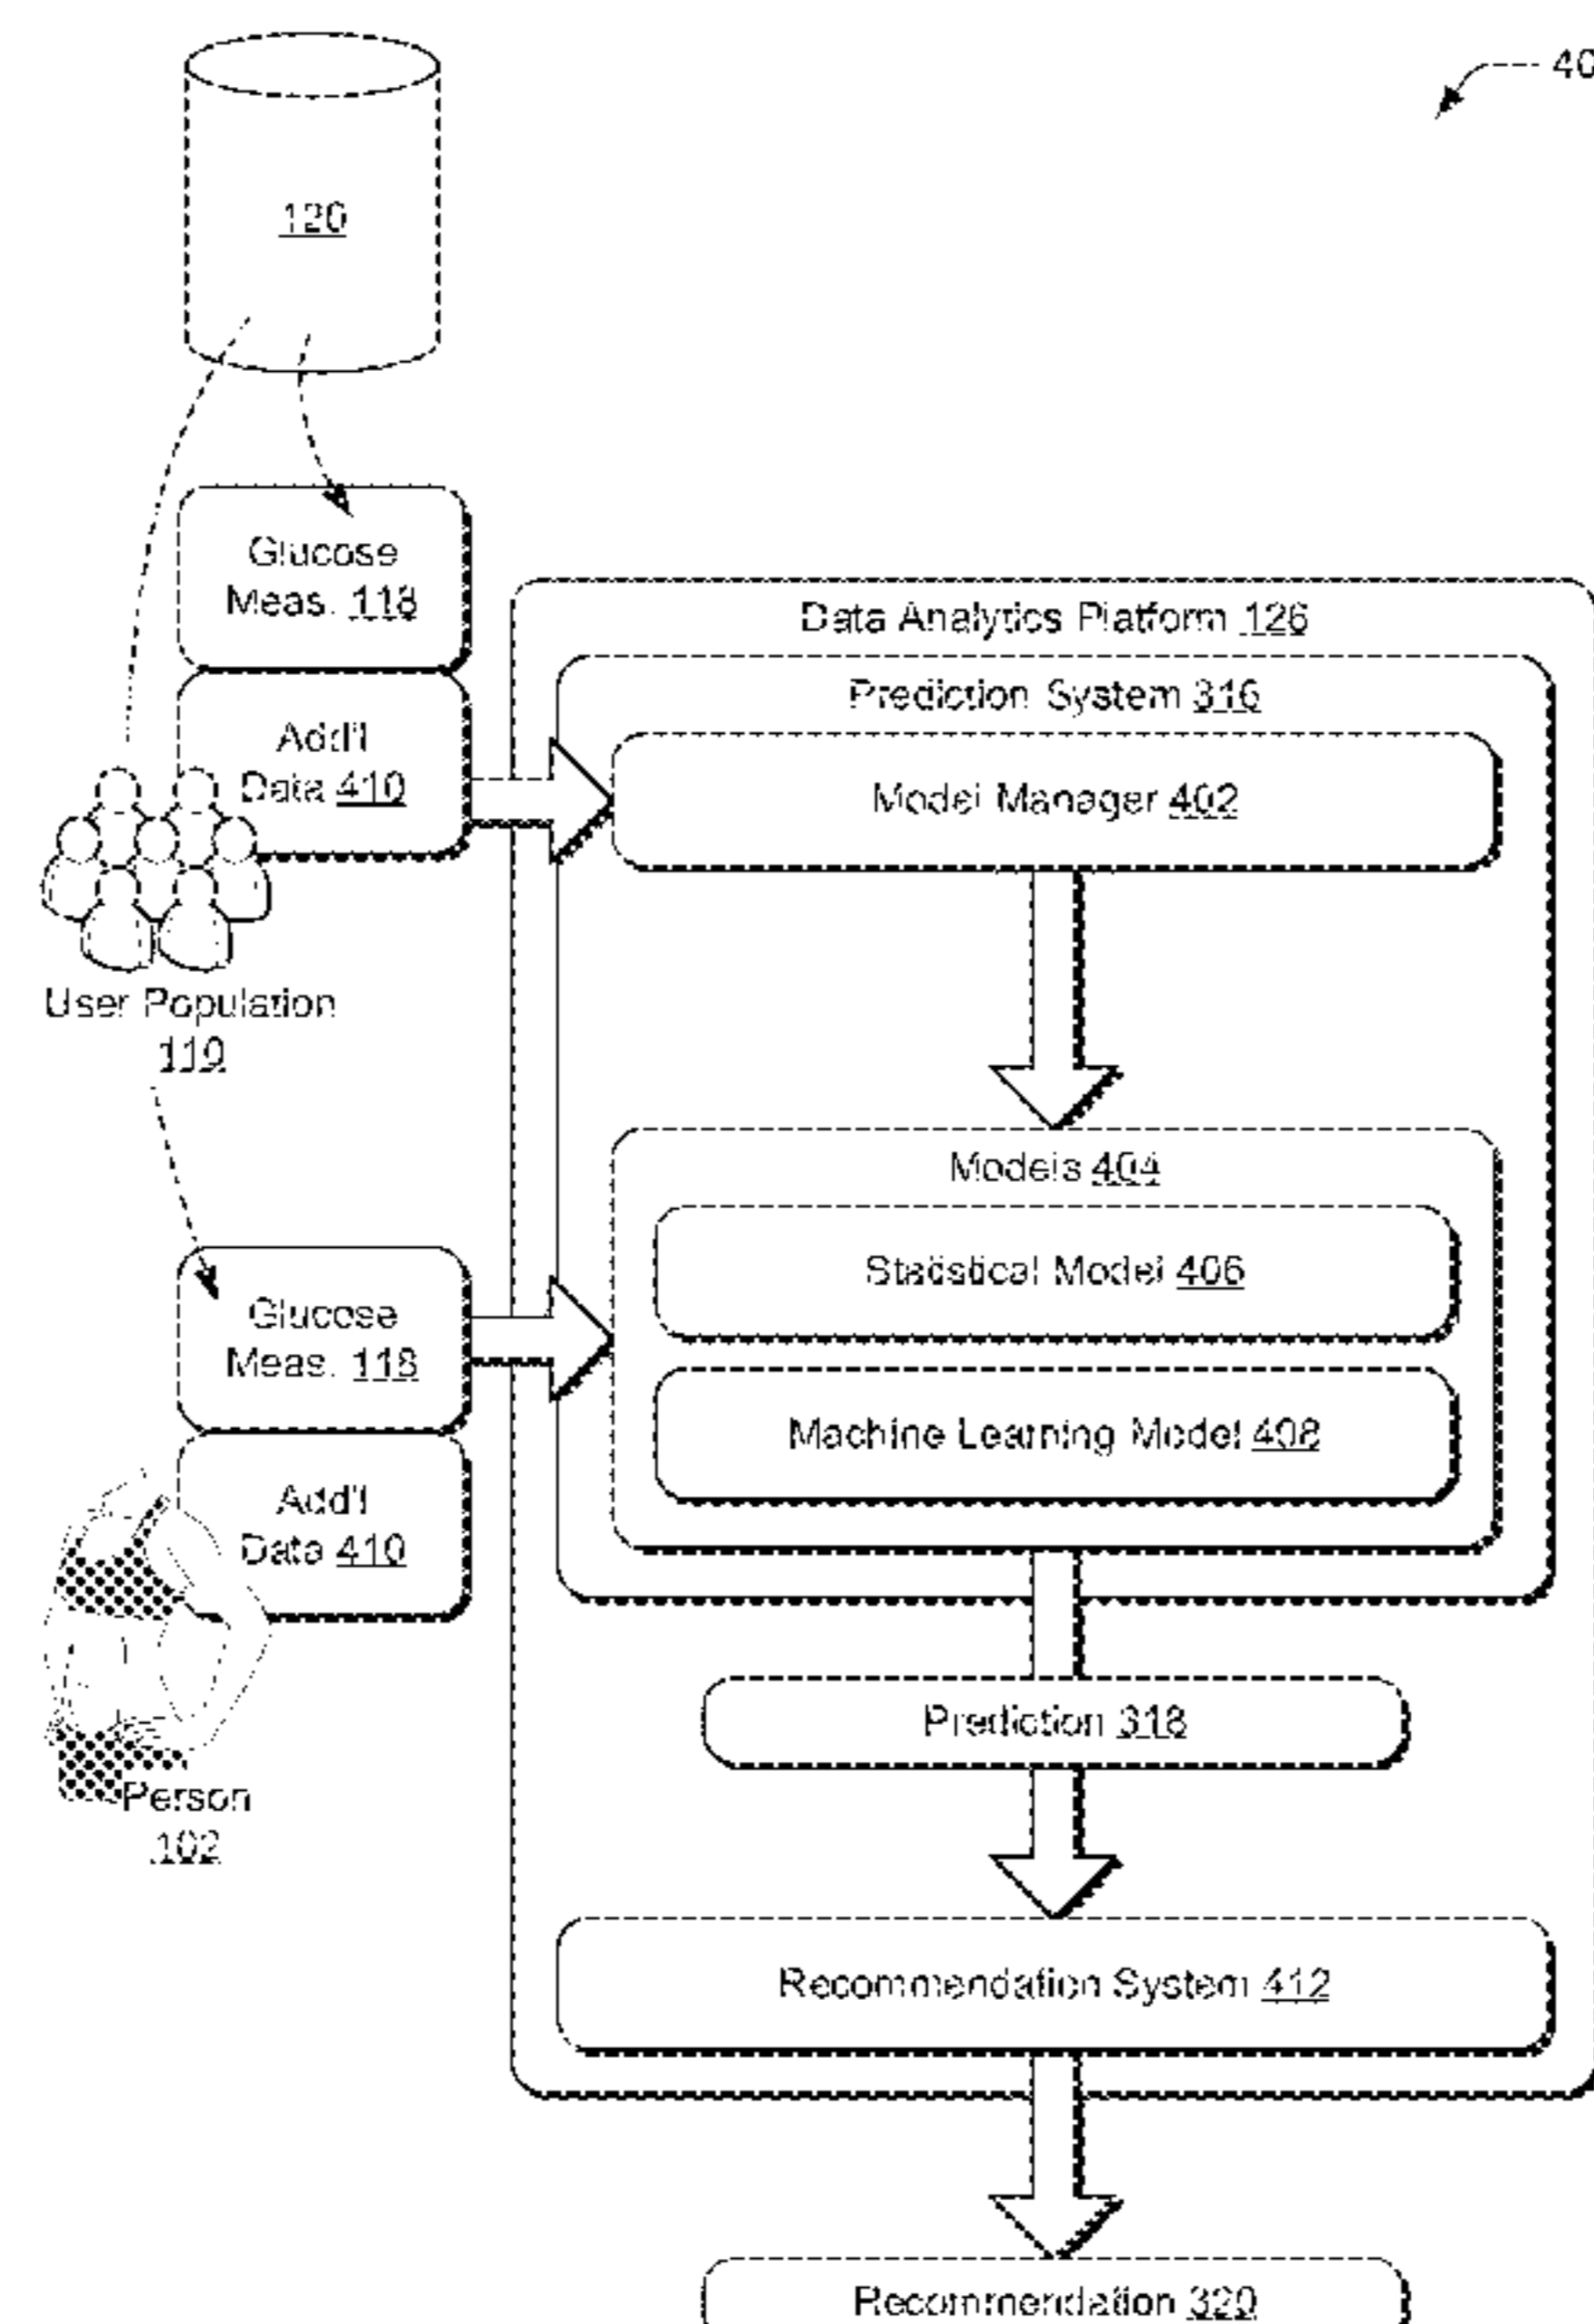 40
120
Glucose
Meas. 118
Add'l
Data 410
User Population
110
Data Analytics Platform 126
Prediction System 316
Model Manager 402
Models 404
Statistical Model 406
Machine Learning Model 408
Glucose
Meas. 118
Add'l
Data 410
Person
102
Prediction 318
Recommendation System 412
Recommendation 320